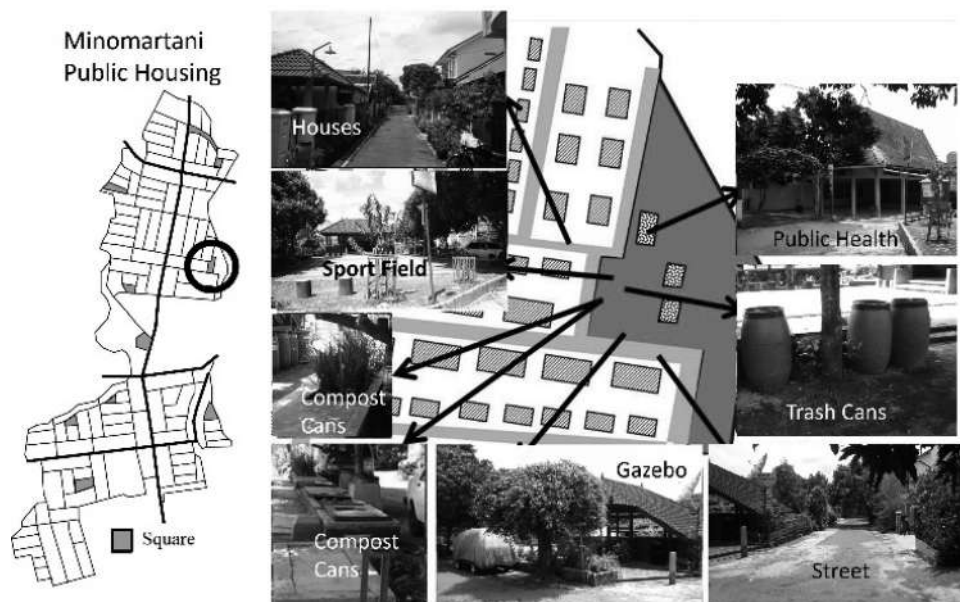 Minomartani
Public Housing
Houses
Sport Field
Compost
Cans
Compost
Cans
Gazebo
Public Health
Trash Cans
Street
Square